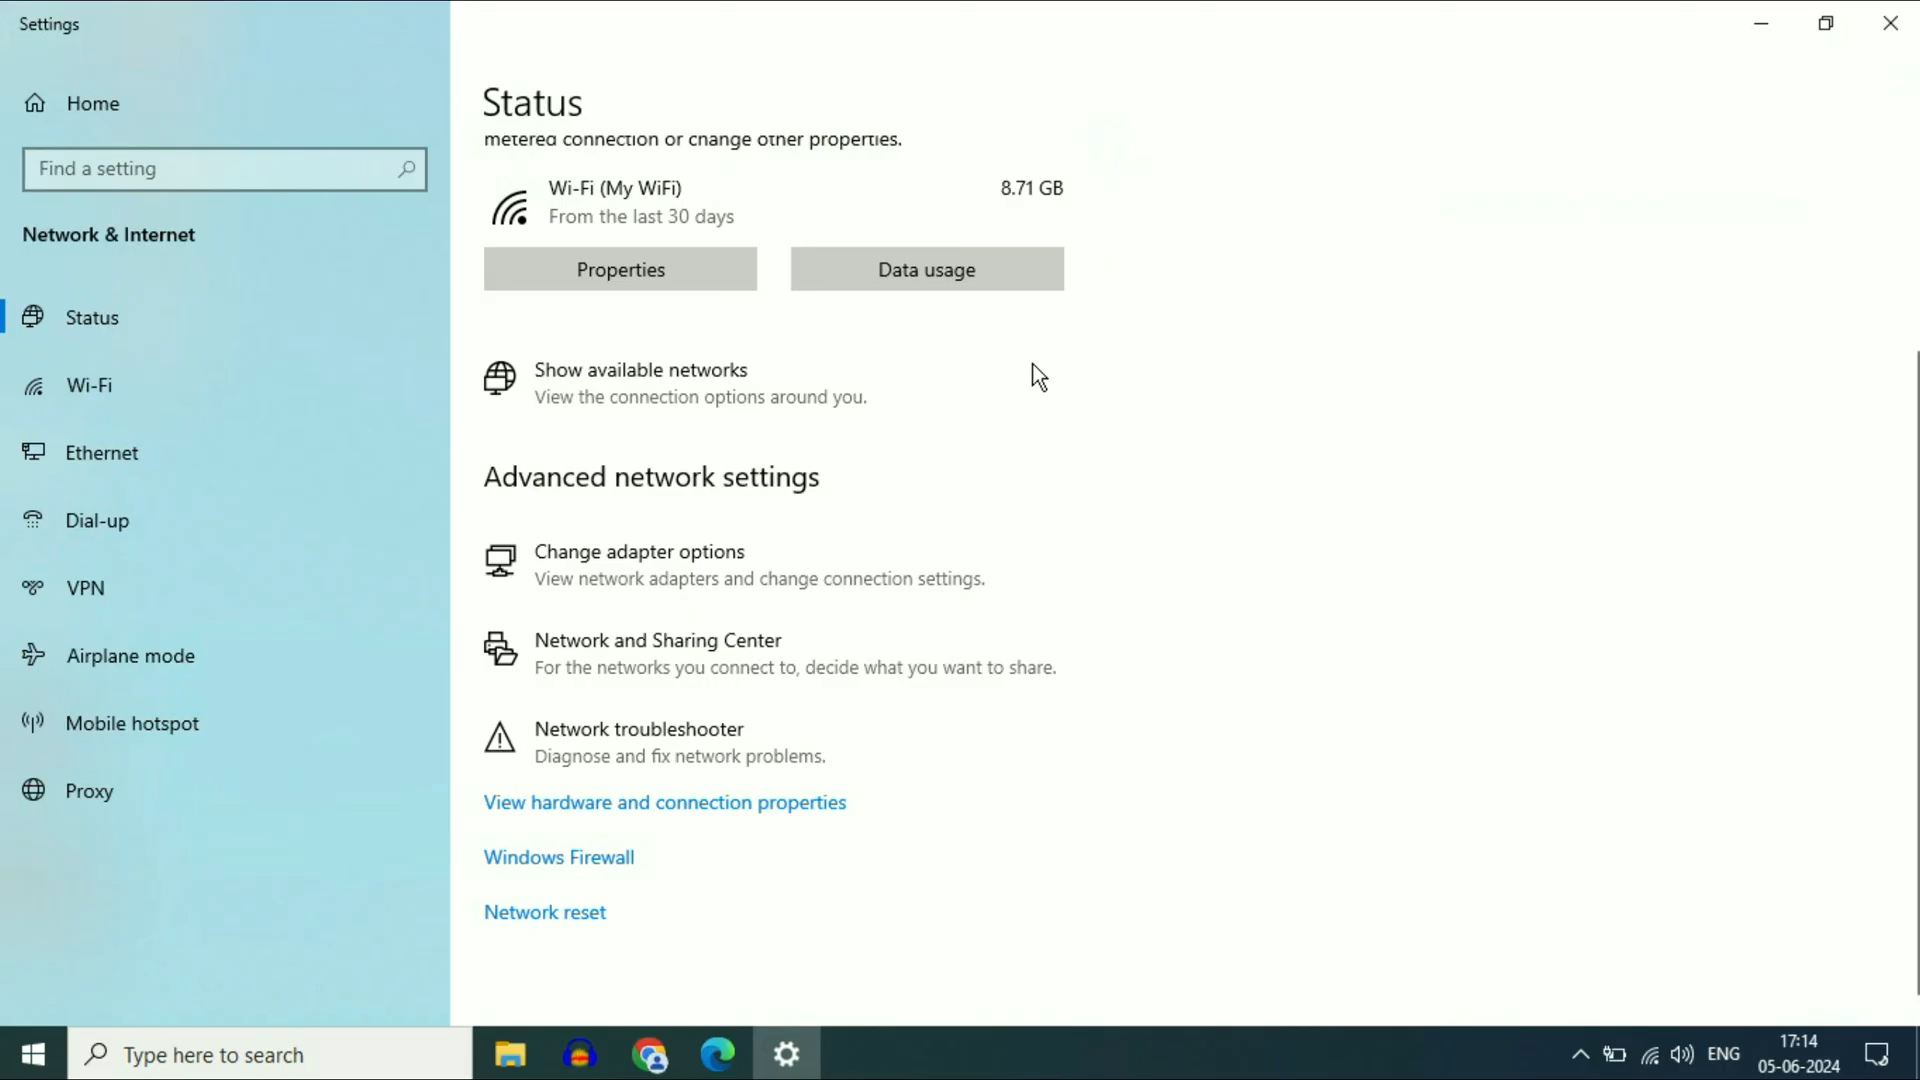 Settings
Home
Find a setting
Network & Internet
Status
Wi-Fi
Ethernet
Dial-up
VPN
Airplane mode
Mobile hotspot
Proxy
Status
metered connection or change other properties.
Wi-Fi (My WiFi)
8.71 GB
From the last 30 days
Properties
Data usage
Show available networks
View the connection options around you.
Advanced network settings
Change adapter options
View network adapters and change connection settings.
Network and Sharing Center
For the networks you connect to, decide what you want to share.
Network troubleshooter
Diagnose and fix network problems.
View hardware and connection properties
Windows Firewall
Network reset
Type here to search
ENG
17:14
05-06-2024